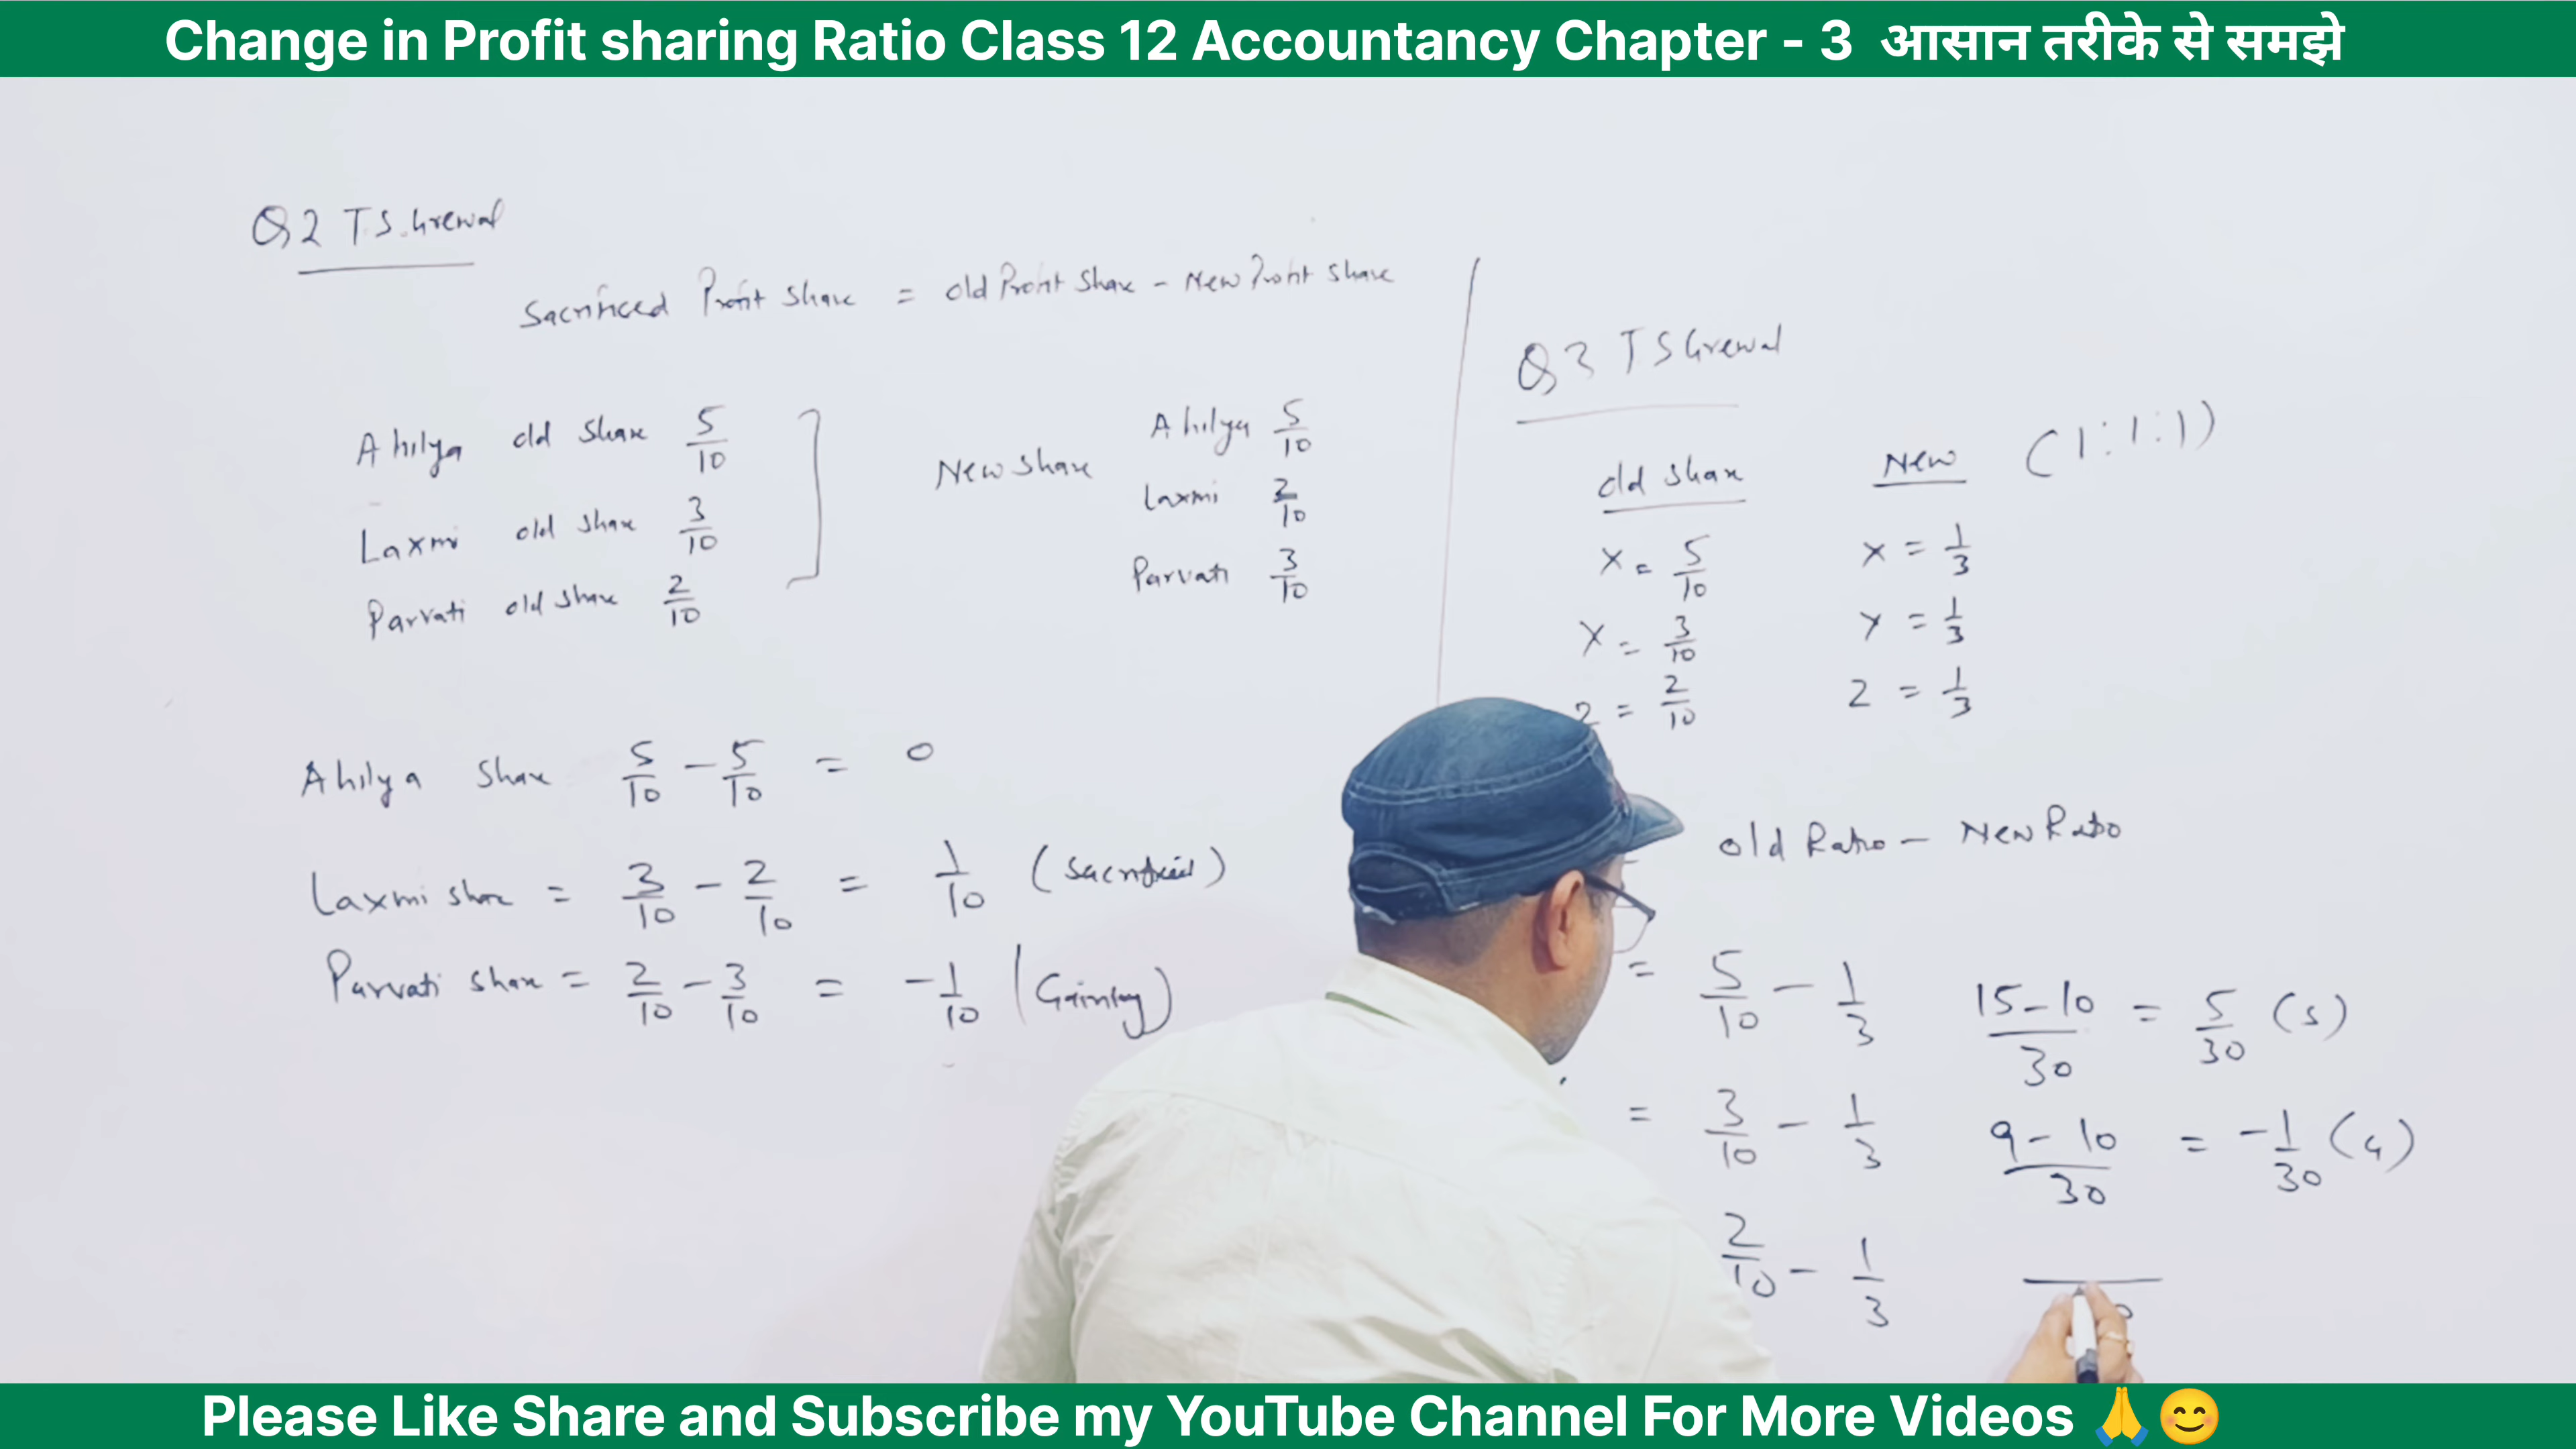 Change in Profit sharing Ratio Class 12 Accountancy Chapter - 3 आसान तरीके से समझे
Q2 T.S.Grewal
Sacrificed Profit Share = old Profit Share - New Profit Share
Ahilya old Share 5/10
Laxmi old Share 3/10
Parvati old Share 2/10
New Share
Ahilya 5/10
Laxmi 2/10
Parvati 3/10
Ahilya Share 5/10 - 5/10 = 0
Laxmi share = 3/10 - 2/10 = 1/10 (Sacrificed)
Parvati Share = 2/10 - 3/10 = -1/10 (Gaining)
Q3 TS Grewal
old Share
X = 5/10
Y = 3/10
Z = 2/10
New (1:1:1)
X = 1/3
Y = 1/3
Z = 1/3
old Ratio - New Ratio
= 5/10 - 1/3 15-10/30 = 5/30 (S)
= 3/10 - 1/3 9-10/30 = -1/30 (G)
2/10 - 1/3
Please Like Share and Subscribe my YouTube Channel For More Videos 🙏😊